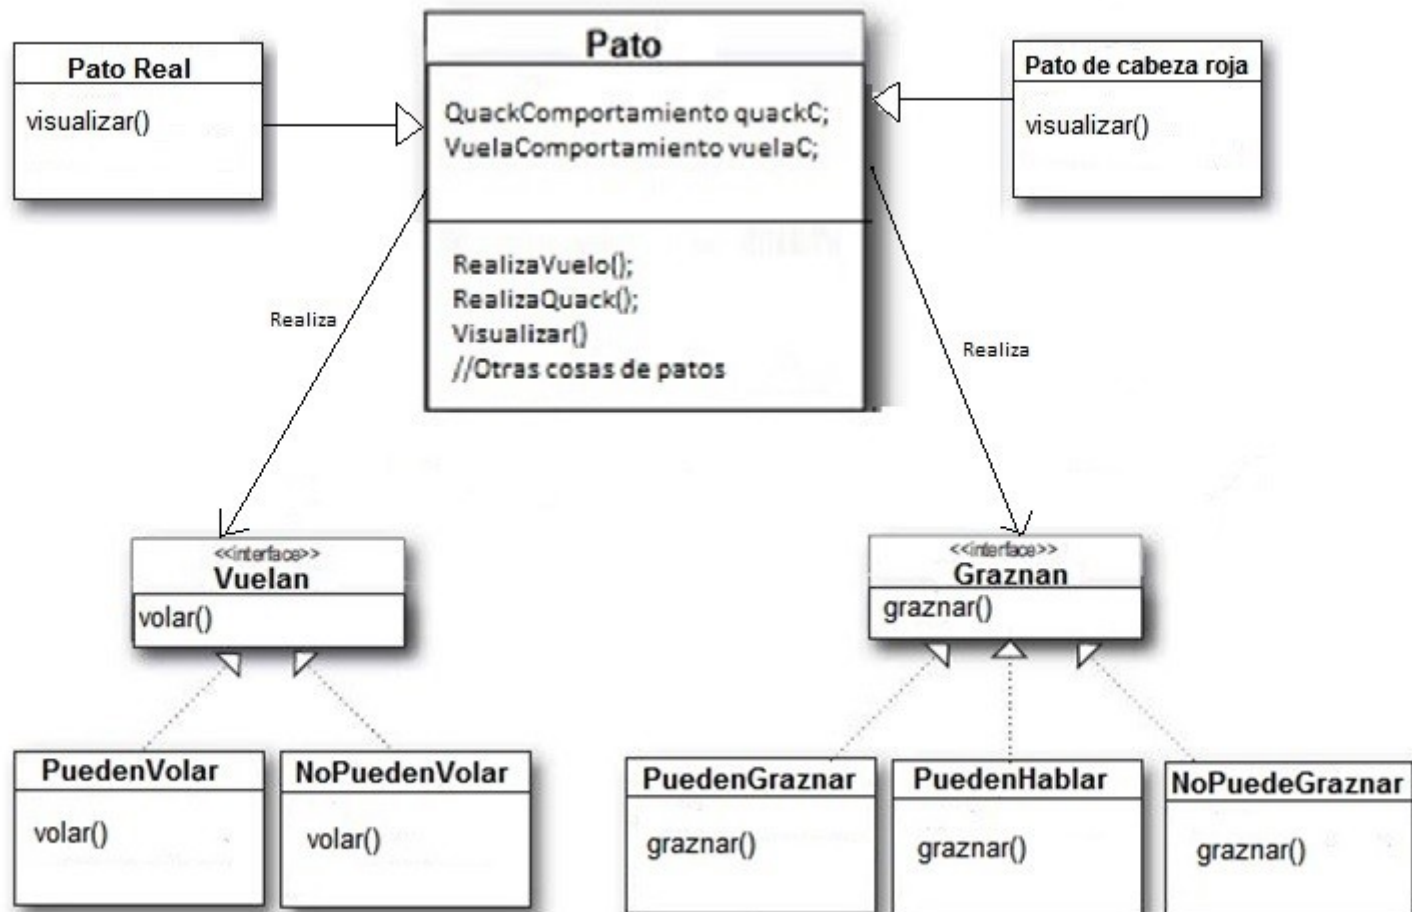 Pato
QuackComportamiento quackC;
VuelaComportamiento vuelaC;
RealizaVuelo();
RealizaQuack();
Visualizar()
//Otras cosas de patos
Pato Real
visualizar()
Pato de cabeza roja
visualizar()
Realiza
Realiza
<<interface>>
Vuelan
volar()
<<interface>>
Graznan
graznar()
PuedenVolar
volar()
NoPuedenVolar
volar()
PuedenGraznar
graznar()
PuedenHablar
graznar()
NoPuedeGraznar
graznar()